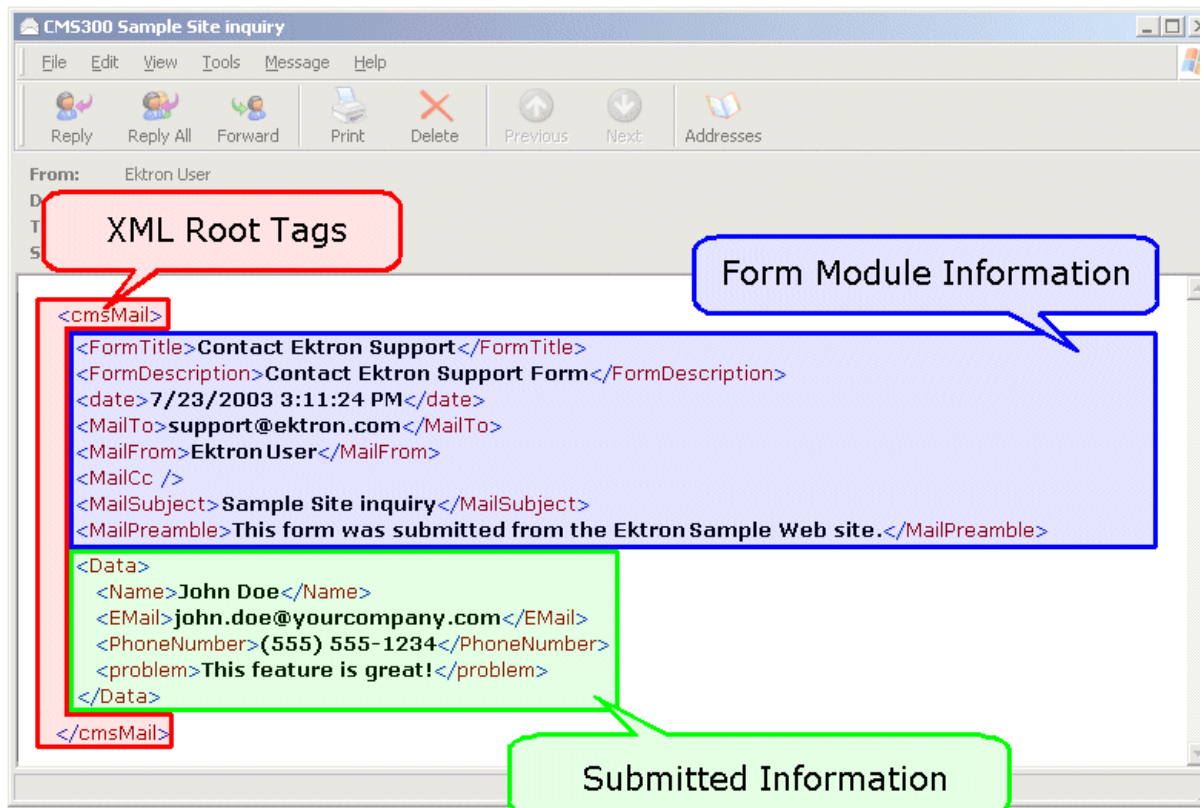 CMS300 Sample Site inquiry
File Edit View Tools Message Help
Reply Reply All Forward Print Delete Previous Next Addresses
From: Ektron User
D
T
S
XML Root Tags
Form Module Information
<cmsMail>
<FormTitle>Contact Ektron Support</FormTitle>
<FormDescription>Contact Ektron Support Form</FormDescription>
<date>7/23/2003 3:11:24 PM</date>
<MailTo>support@ektron.com</MailTo>
<MailFrom>Ektron User</MailFrom>
<MailCc />
<MailSubject>Sample Site inquiry</MailSubject>
<MailPreamble>This form was submitted from the Ektron Sample Web site.</MailPreamble>
<Data>
<Name>John Doe</Name>
<EMail>john.doe@yourcompany.com</EMail>
<PhoneNumber>(555) 555-1234</PhoneNumber>
<problem>This feature is great!</problem>
</Data>
</cmsMail>
Submitted Information